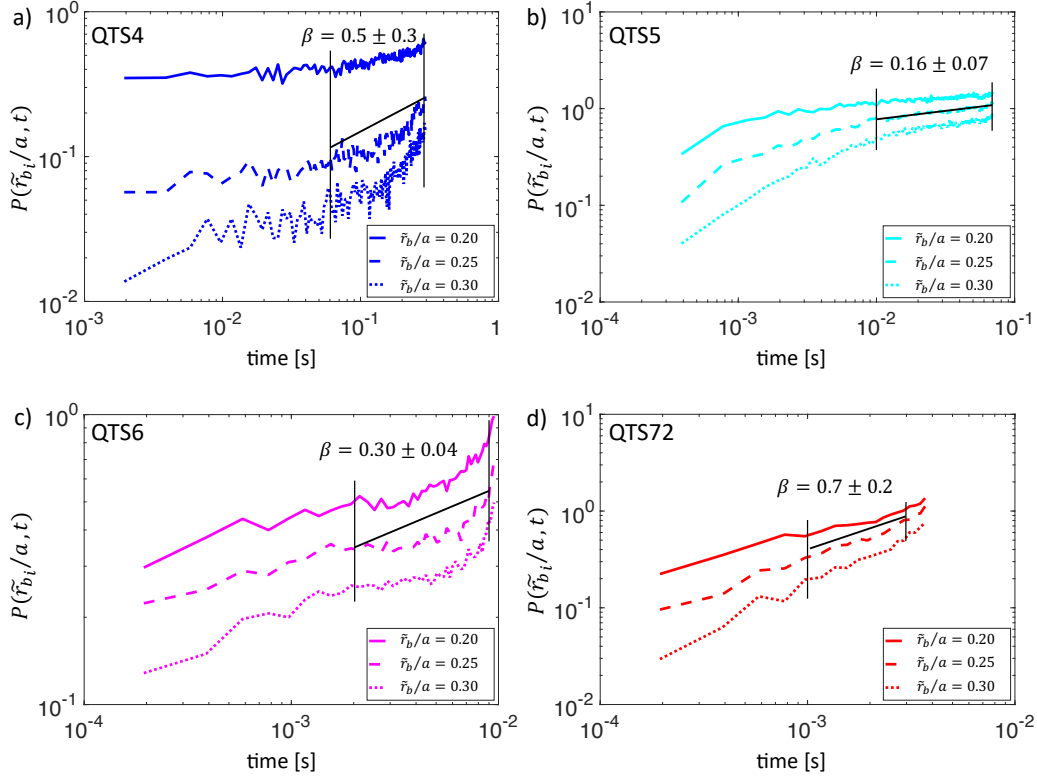 a)
QTS4
β = 0.5 ± 0.3
P(r̃_{b_i}/a, t)
10^0
10^-1
10^-2
r̃_b/a = 0.20
r̃_b/a = 0.25
r̃_b/a = 0.30
10^-3
10^-2
10^-1
1
time [s]
b)
QTS5
β = 0.16 ± 0.07
P(r̃_{b_i}/a, t)
10^1
10^0
10^-1
10^-2
r̃_b/a = 0.20
r̃_b/a = 0.25
r̃_b/a = 0.30
10^-4
10^-3
10^-2
10^-1
time [s]
c)
QTS6
β = 0.30 ± 0.04
P(r̃_{b_i}/a, t)
10^0
10^-1
r̃_b/a = 0.20
r̃_b/a = 0.25
r̃_b/a = 0.30
10^-4
10^-3
10^-2
time [s]
d)
QTS72
β = 0.7 ± 0.2
P(r̃_{b_i}/a, t)
10^1
10^0
10^-1
10^-2
r̃_b/a = 0.20
r̃_b/a = 0.25
r̃_b/a = 0.30
10^-4
10^-3
10^-2
time [s]